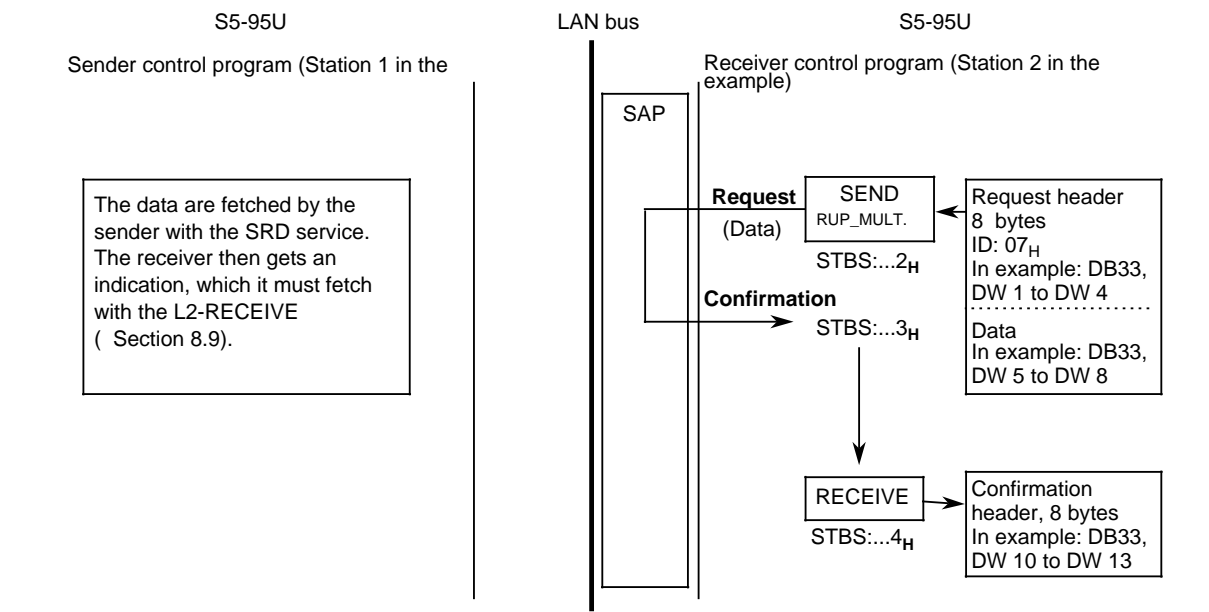 S5-95U
LAN bus
S5-95U
Sender control program (Station 1 in the
Receiver control program (Station 2 in the
example)
SAP
The data are fetched by the
sender with the SRD service.
The receiver then gets an
indication, which it must fetch
with the L2-RECEIVE
( Section 8.9).
Request
(Data)
SEND
RUP_MULT.
STBS:...2H
Request header
8 bytes
ID: 07H
In example: DB33,
DW 1 to DW 4
Data
In example: DB33,
DW 5 to DW 8
Confirmation
STBS:...3H
RECEIVE
STBS:...4H
Confirmation
header, 8 bytes
In example: DB33,
DW 10 to DW 13